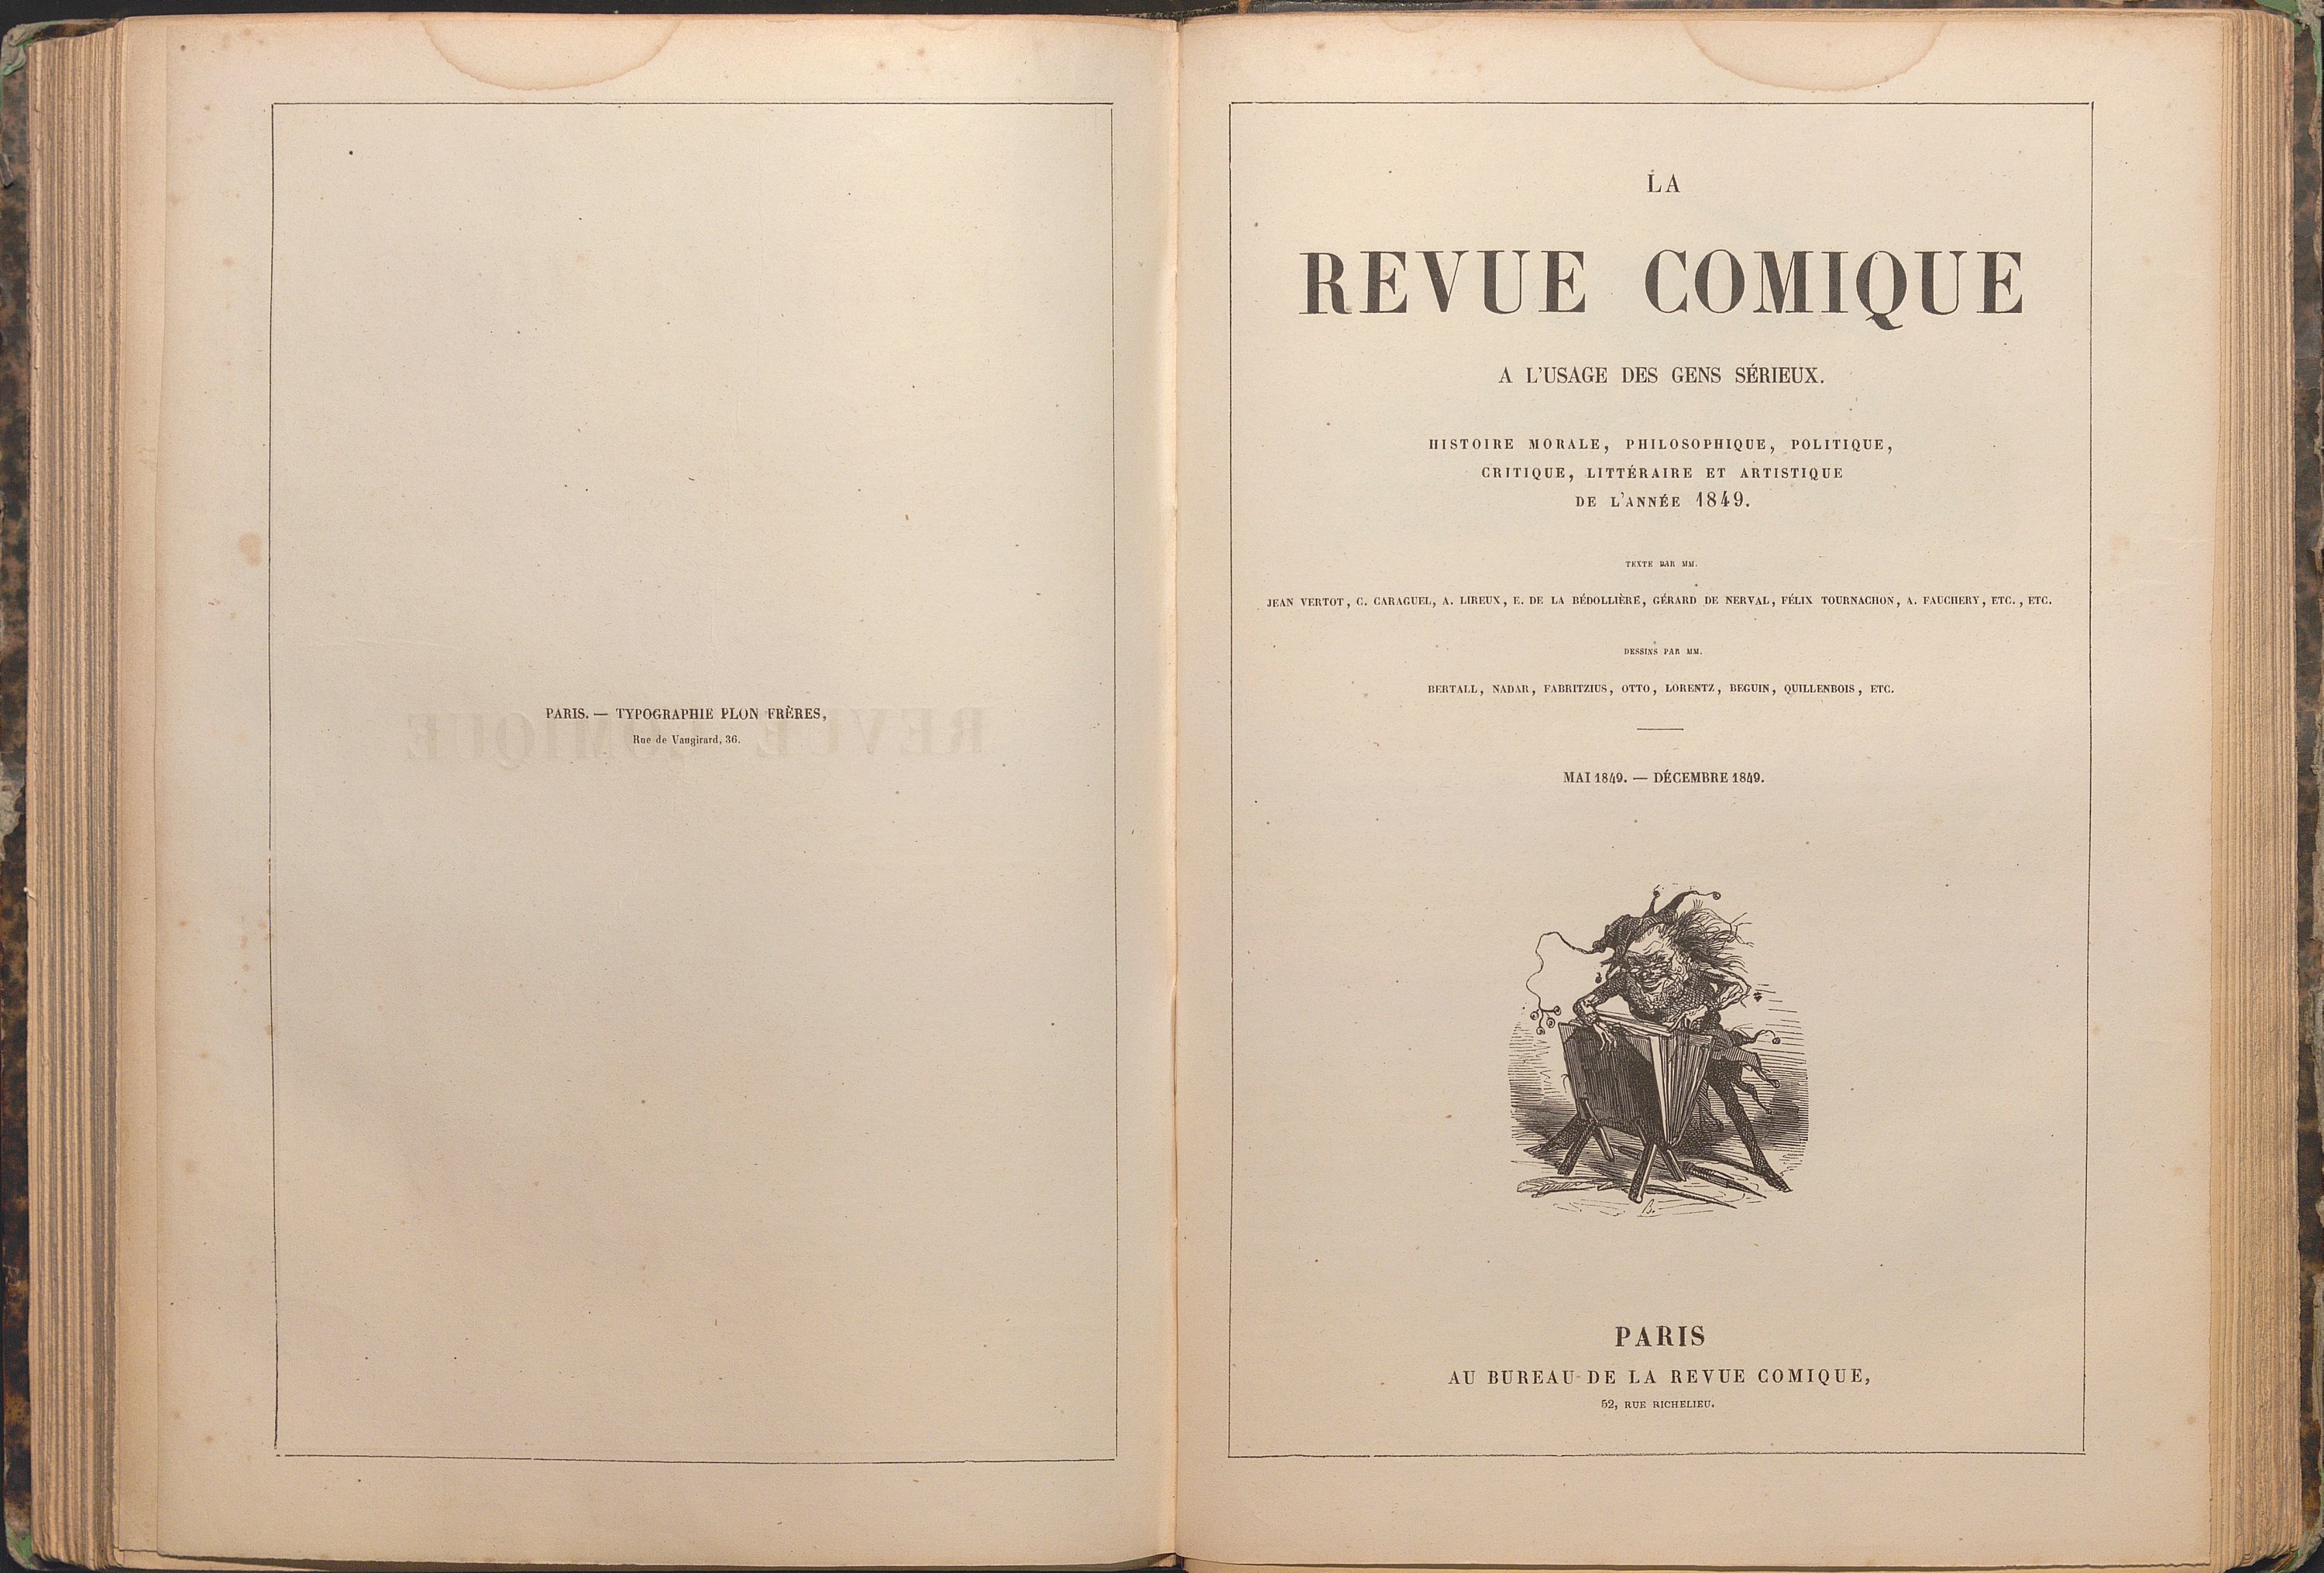 PARIS. — TYPOGRAPHIE PLON FRÈRES,
Rue de Vaugirard, 36.
REVUE COMIQUE
LA
REVUE COMIQUE
A L'USAGE DES GENS SÉRIEUX.
HISTOIRE MORALE, PHILOSOPHIQUE, POLITIQUE,
CRITIQUE, LITTÉRAIRE ET ARTISTIQUE
DE L'ANNÉE 1849.
TEXTE PAR MM.
JEAN VERTOT, C. CARAGUEL, A. LIREUX, E. DE LA BÉDOLLIÈRE, GÉRARD DE NERVAL, FÉLIX TOURNACHON, A. FAUCHERY, ETC., ETC.
DESSINS PAR MM.
BERTALL, NADAR, FABRITZIUS, OTTO, LORENTZ, BEGUIN, QUILLENBOIS, ETC.
MAI 1849. — DÉCEMBRE 1849.
B.
PARIS
AU BUREAU DE LA REVUE COMIQUE,
52, RUE RICHELIEU.